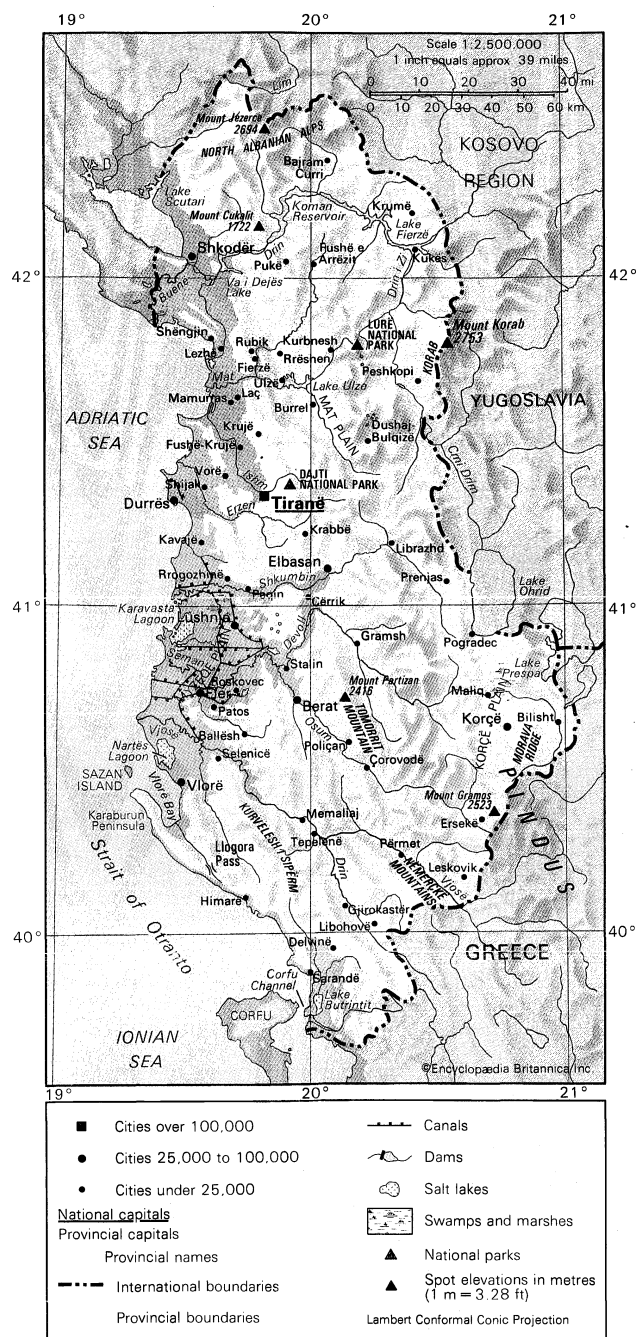 Scale 1:2,500,000
1 inch equals approx 39 miles
0 10 20 30 40 mi
0 10 20 30 40 50 60 km
Lim
Mount Jezerce
2694
NORTH ALBANIAN ALPS
Bajram
Curri
KOSOVO
REGION
Lake
Scutari
Mount Cukalit
1722
Koman
Reservoir
Krumë
Lake
Fierzë
Shkodër
Drin
Fushë e
Arrëzit
Kukës
Pukë
Drin i Zi
42°
42°
Buenë
Va i Dejës
Lake
Shëngjin
LURË
NATIONAL
PARK
Mount Korab
2753
Lezhë
Rubik
Kurbnesh
Rrëshen
KORAB
Fierzë
Peshkopi
Mat
Ulzë
Lake Ulzë
Mamurras
Laç
Burrel
MAT PLAIN
YUGOSLAVIA
ADRIATIC
SEA
Krujë
Dushaj-
Bulqizë
Fushë-Krujë
Crni Drim
Vorë
Ishm
DAJTI
NATIONAL PARK
Shijak
Tiranë
Durrës
Erzen
Krabbë
Kavajë
Librazhd
Elbasan
Rrogozhinë
Shkumbin
Prenjas
Lake
Ohrid
Paqin
Cërrik
41°
41°
Karavasta
Lagoon
Lushnjë
Devoll
Gramsh
Pogradec
Semanit
Stalin
Lake
Prespa
Roskovec
Mount Partizan
2416
Maliq
Patos
Berat
TOMORRIT
MOUNTAIN
Korçë
KORÇË PLAIN
Bilisht
Vjosë
Ballësh
Osum
Poliçan
MORAVA
RIDGE
Nartës
Lagoon
Selenicë
Çorovodë
SAZAN
ISLAND
Vlorë
Vlorë Bay
Mount Gramos
2523
PINDUS
Karaburun
Peninsula
Memaliaj
Ersekë
Tepelenë
KURVELESH I SIPËRM
Llogora
Pass
Përmet
Drin
NEMERÇKE
MOUNTAINS
Leskovik
Vjosë
Strait of Otranto
Himarë
Gjirokastër
Libohovë
40°
40°
Delvinë
GREECE
Corfu
Channel
Sarandë
Lake
Butrintit
CORFU
IONIAN
SEA
©Encyclopædia Britannica, Inc.
19° 20° 21°
Cities over 100,000
Cities 25,000 to 100,000
Cities under 25,000
National capitals
Provincial capitals
Provincial names
International boundaries
Provincial boundaries
Canals
Dams
Salt lakes
Swamps and marshes
National parks
Spot elevations in metres
(1 m = 3.28 ft)
Lambert Conformal Conic Projection